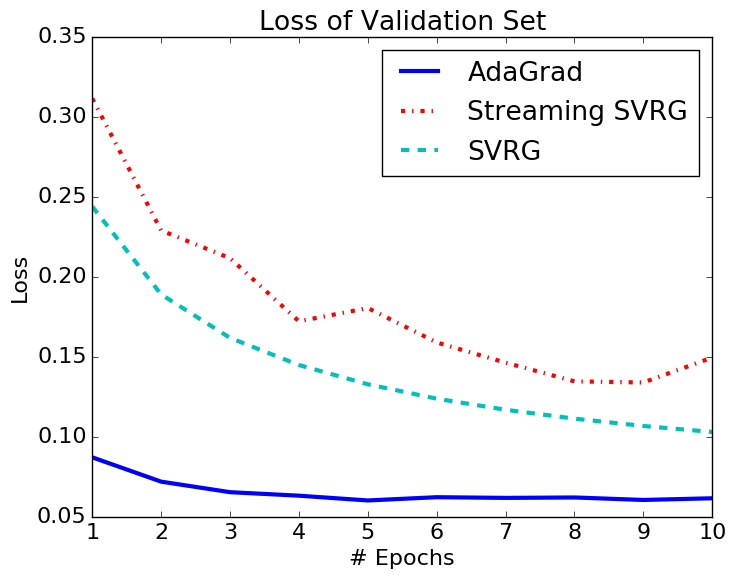 Loss of Validation Set
0.35
0.30
0.25
0.20
0.15
0.10
0.05
Loss
AdaGrad
Streaming SVRG
SVRG
1 2 3 4 5 6 7 8 9 10
# Epochs